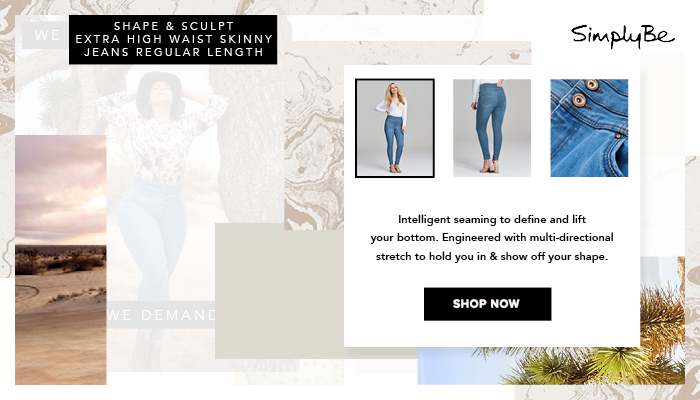 WE
SHAPE & SCULPT
EXTRA HIGH WAIST SKINNY
JEANS REGULAR LENGTH
SimplyBe
Intelligent seaming to define and lift
your bottom. Engineered with multi-directional
stretch to hold you in & show off your shape.
SHOP NOW
WE DEMAND